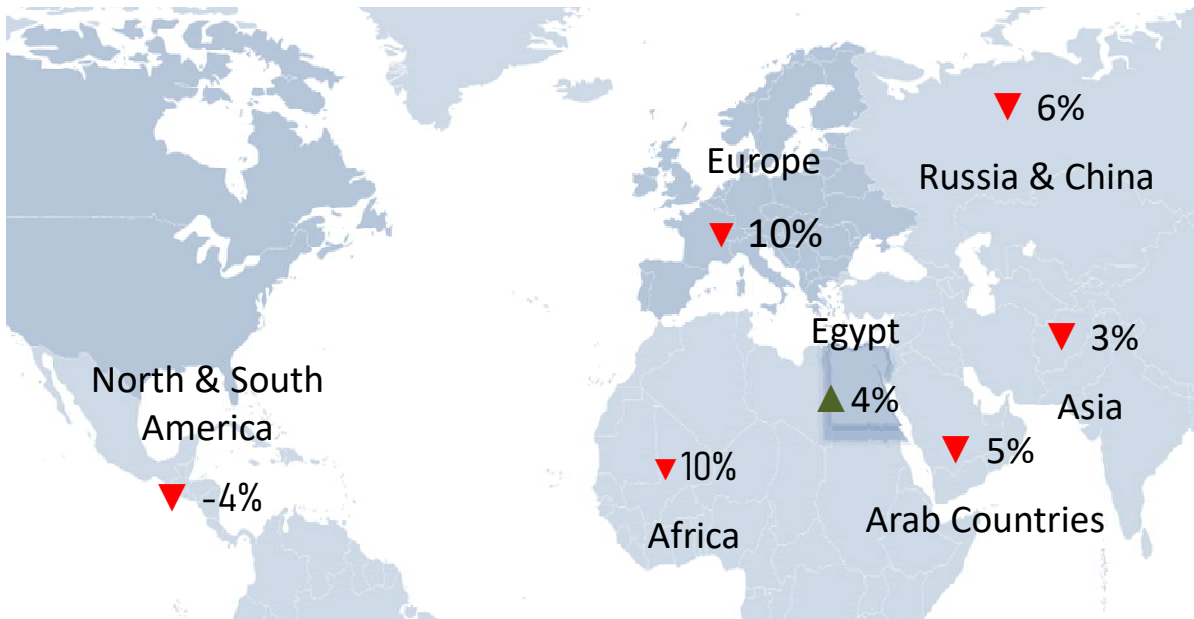 6%
Russia & China
Europe
10%
Egypt
4%
3%
Asia
North & South
America
-4%
10%
Africa
5%
Arab Countries